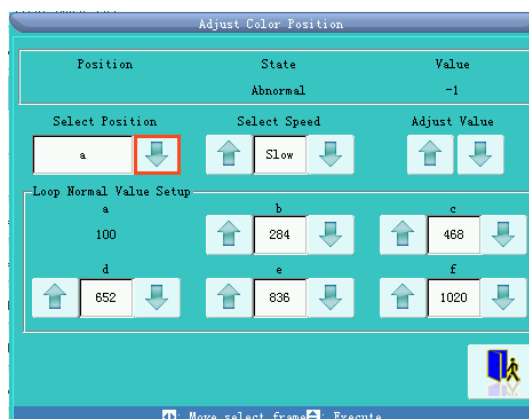 Adjust Color Position
Position State Value
Abnormal -1
Select Position Select Speed Adjust Value
a Slow
Loop Normal Value Setup
a b c
100 284 468
d e f
652 836 1020
: Move select frame : Execute